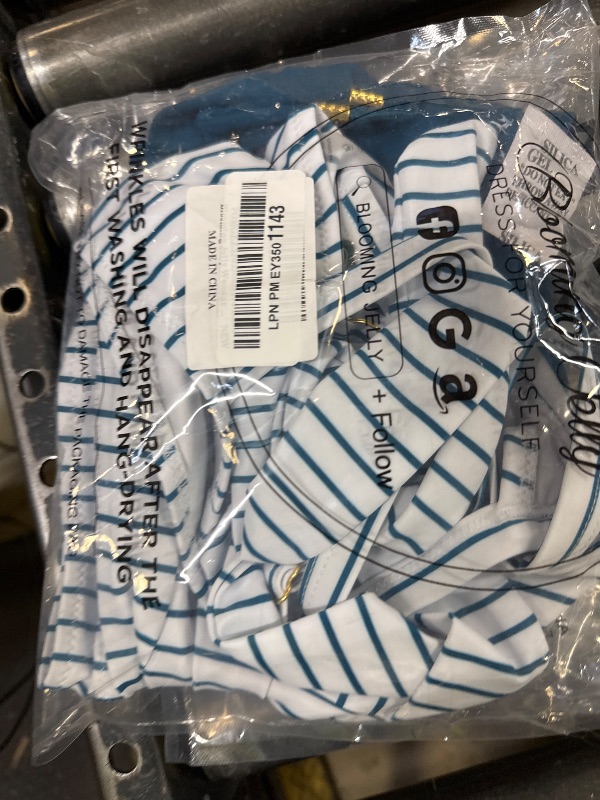 WRINKLES WILL DISAPPEAR AFTER THE
FIRST WASHING AND HANG-DRYING
MADE IN CHINA
LPN PM EY350 1143
BLOOMING JELLY
+ Follow
DRESS FOR YOURSELF
Blooming Jelly
SILICA
GEL